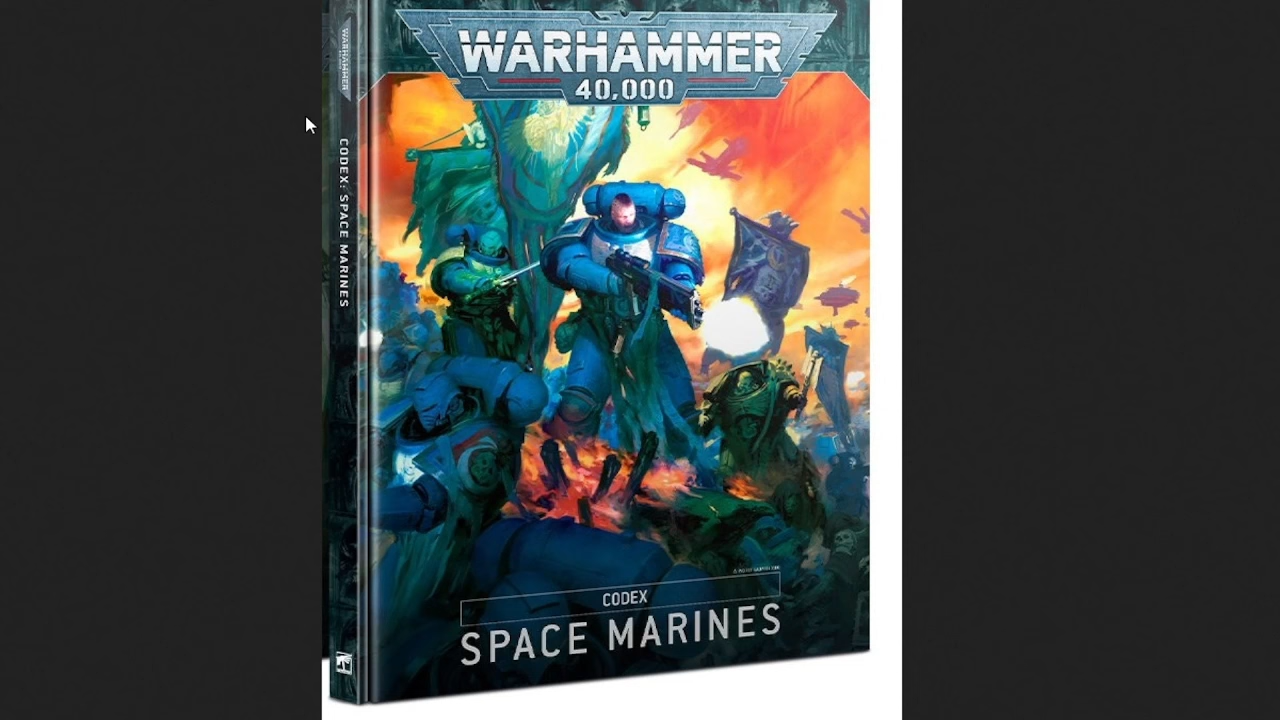 WARHAMMER
40,000
WARHAMMER
CODEX: SPACE MARINES
CODEX
SPACE MARINES